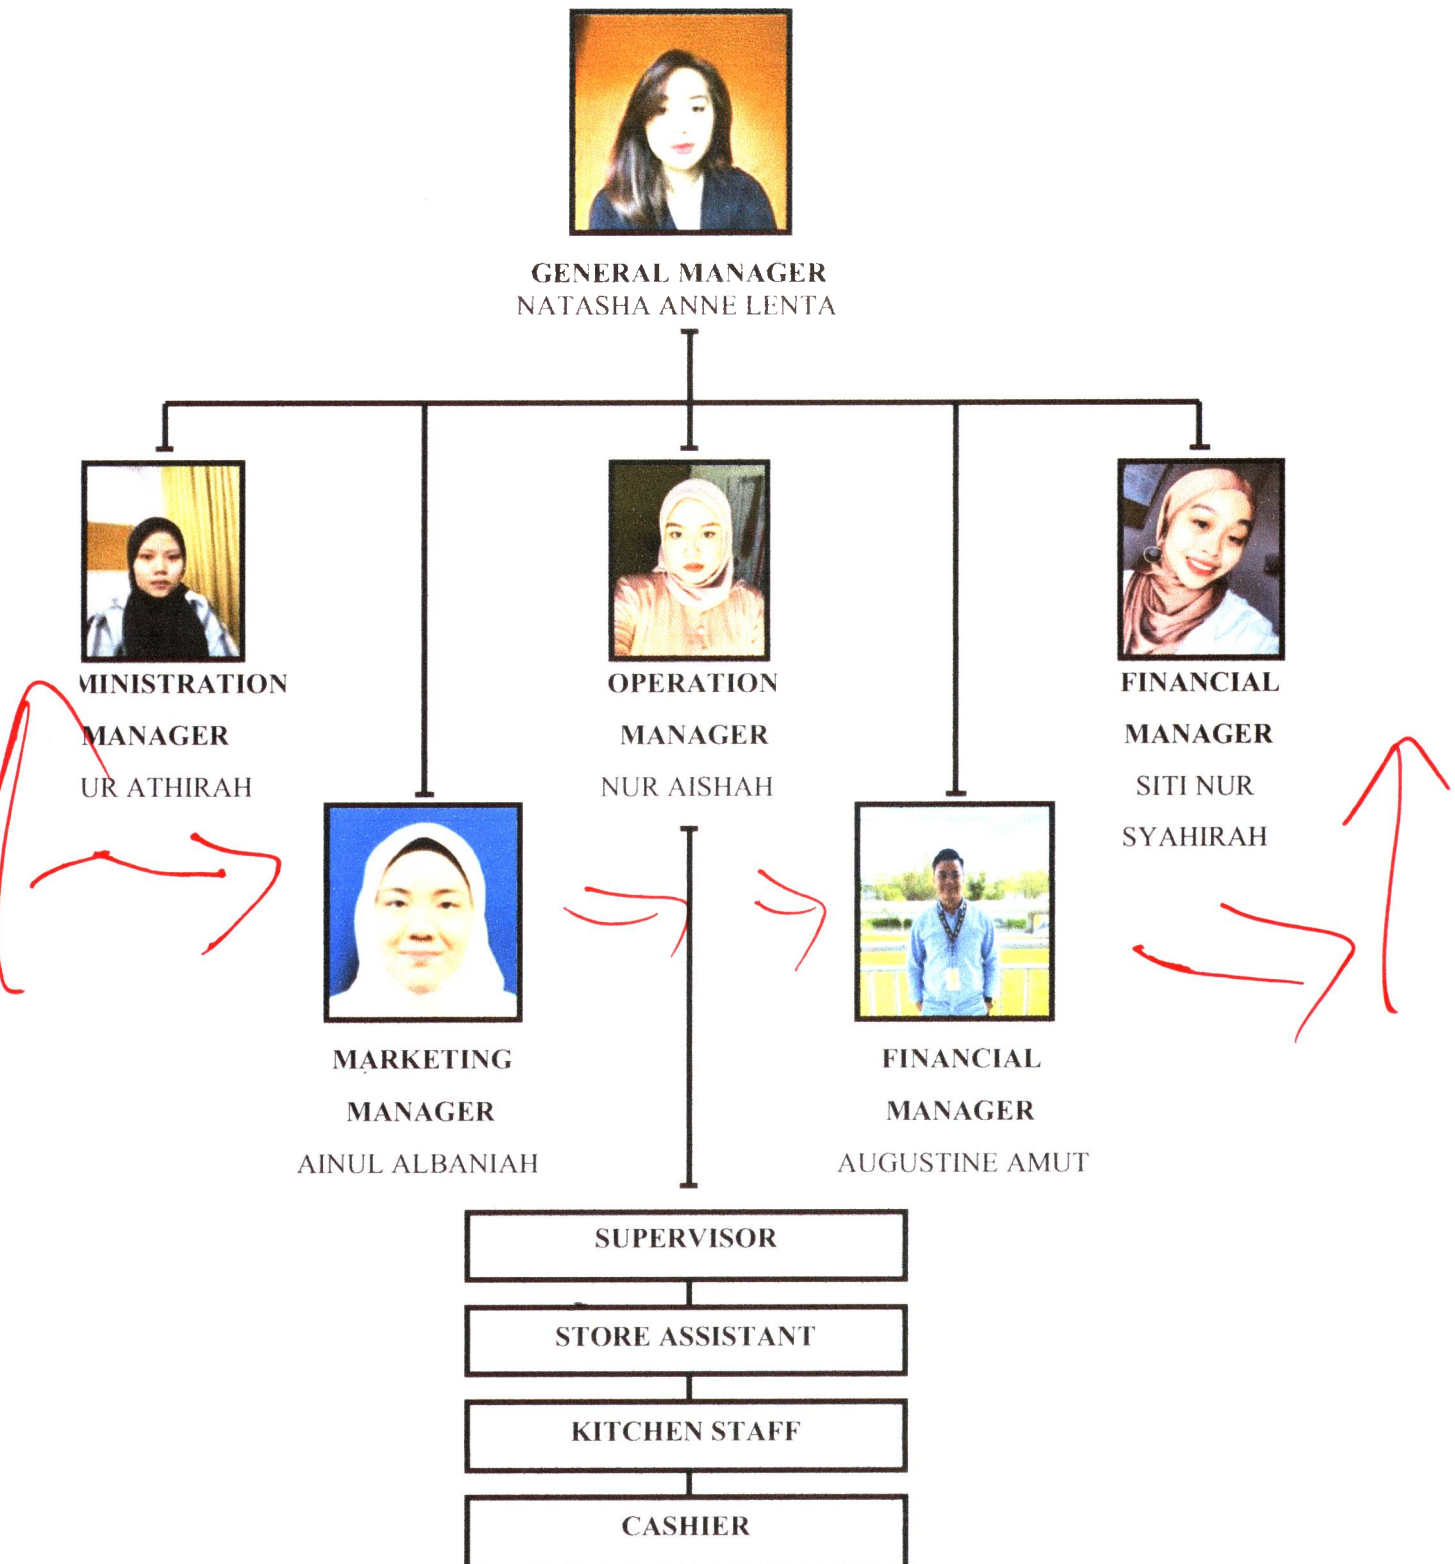 GENERAL MANAGER
NATASHA ANNE LENTA
MINISTRATION
MANAGER
UR ATHIRAH
OPERATION
MANAGER
NUR AISHAH
FINANCIAL
MANAGER
SITI NUR
SYAHIRAH
MARKETING
MANAGER
AINUL ALBANIAH
FINANCIAL
MANAGER
AUGUSTINE AMUT
SUPERVISOR
STORE ASSISTANT
KITCHEN STAFF
CASHIER